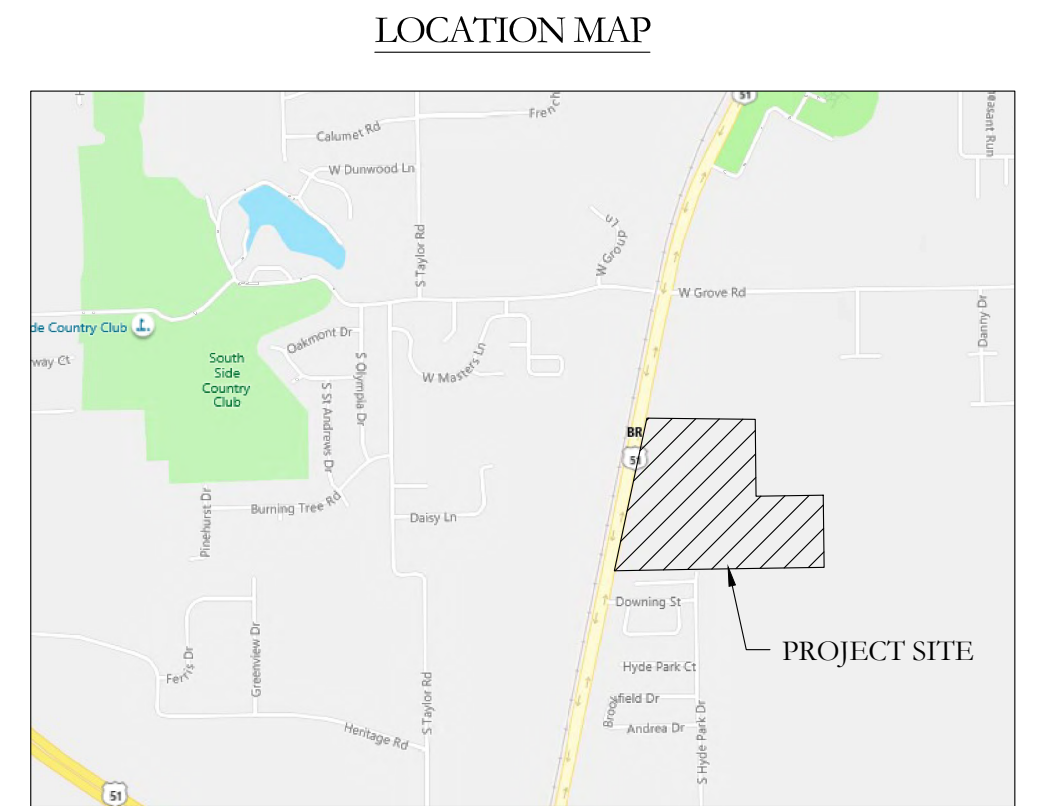 LOCATION MAP
51
French
easant Run
Calumet Rd
W Dunwood Ln
S Taylor Rd
W Group
W Grove Rd
de Country Club
Danny Dr
Oakmont Dr
way Ct
South
Side
Country
Club
S Olympia Dr
W Masters Ln
S St Andrews Dr
BR
51
Pinehurst Dr
Burning Tree Rd
Daisy Ln
Downing St
PROJECT SITE
Hyde Park Ct
Ferris Dr
Greenview Dr
S Taylor Rd
field Dr
Andrea Dr
S Hyde Park Dr
Heritage Rd
51